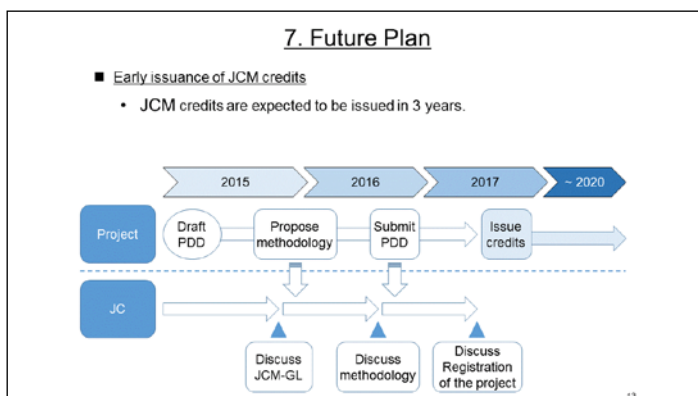 7. Future Plan
■ Early issuance of JCM credits
• JCM credits are expected to be issued in 3 years.
2015
2016
2017
~ 2020
Project
Draft
PDD
Propose
methodology
Submit
PDD
Issue
credits
JC
Discuss
JCM-GL
Discuss
methodology
Discuss
Registration
of the project